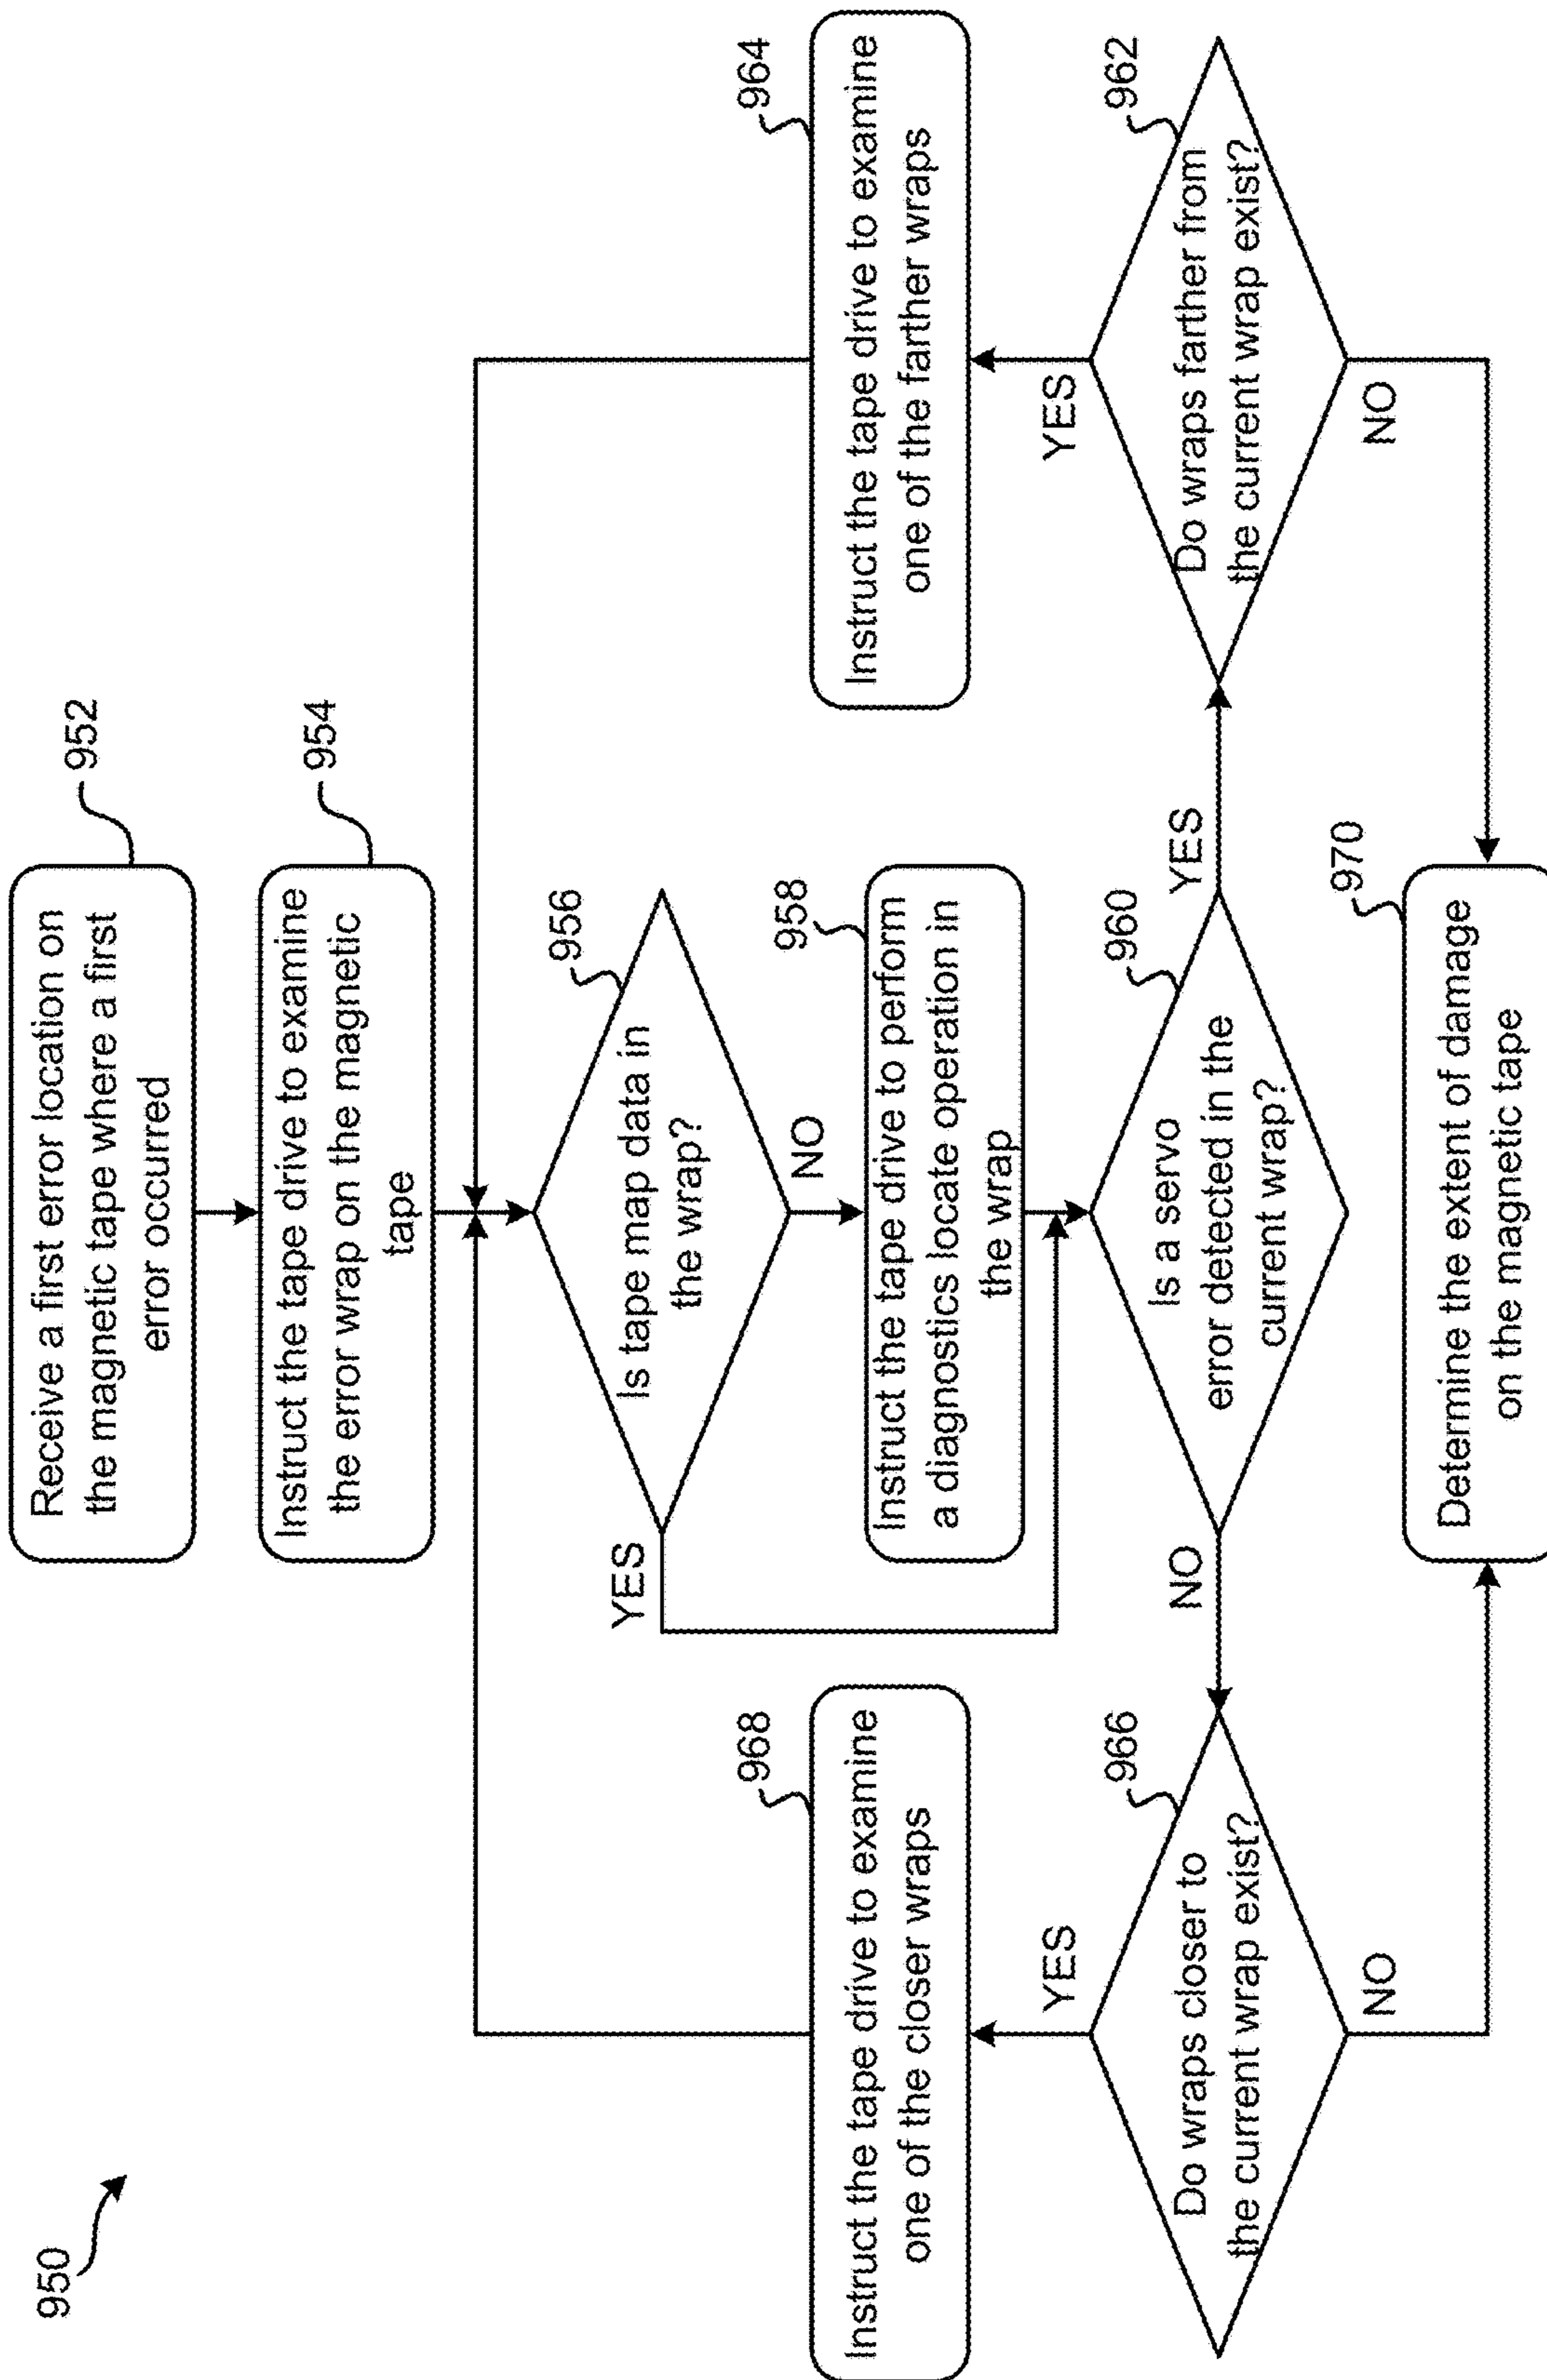 950
952
Receive a first error location on
the magnetic tape where a first
error occurred
954
Instruct the tape drive to examine
the error wrap on the magnetic
tape
956
Is tape map data in
the wrap?
YES
NO
958
Instruct the tape drive to perform
a diagnostics locate operation in
the wrap
960
Is a servo
error detected in the
current wrap?
NO
YES
968
Instruct the tape drive to examine
one of the closer wraps
YES
966
Do wraps closer to
the current wrap exist?
NO
964
Instruct the tape drive to examine
one of the farther wraps
YES
962
Do wraps farther from
the current wrap exist?
NO
970
Determine the extent of damage
on the magnetic tape